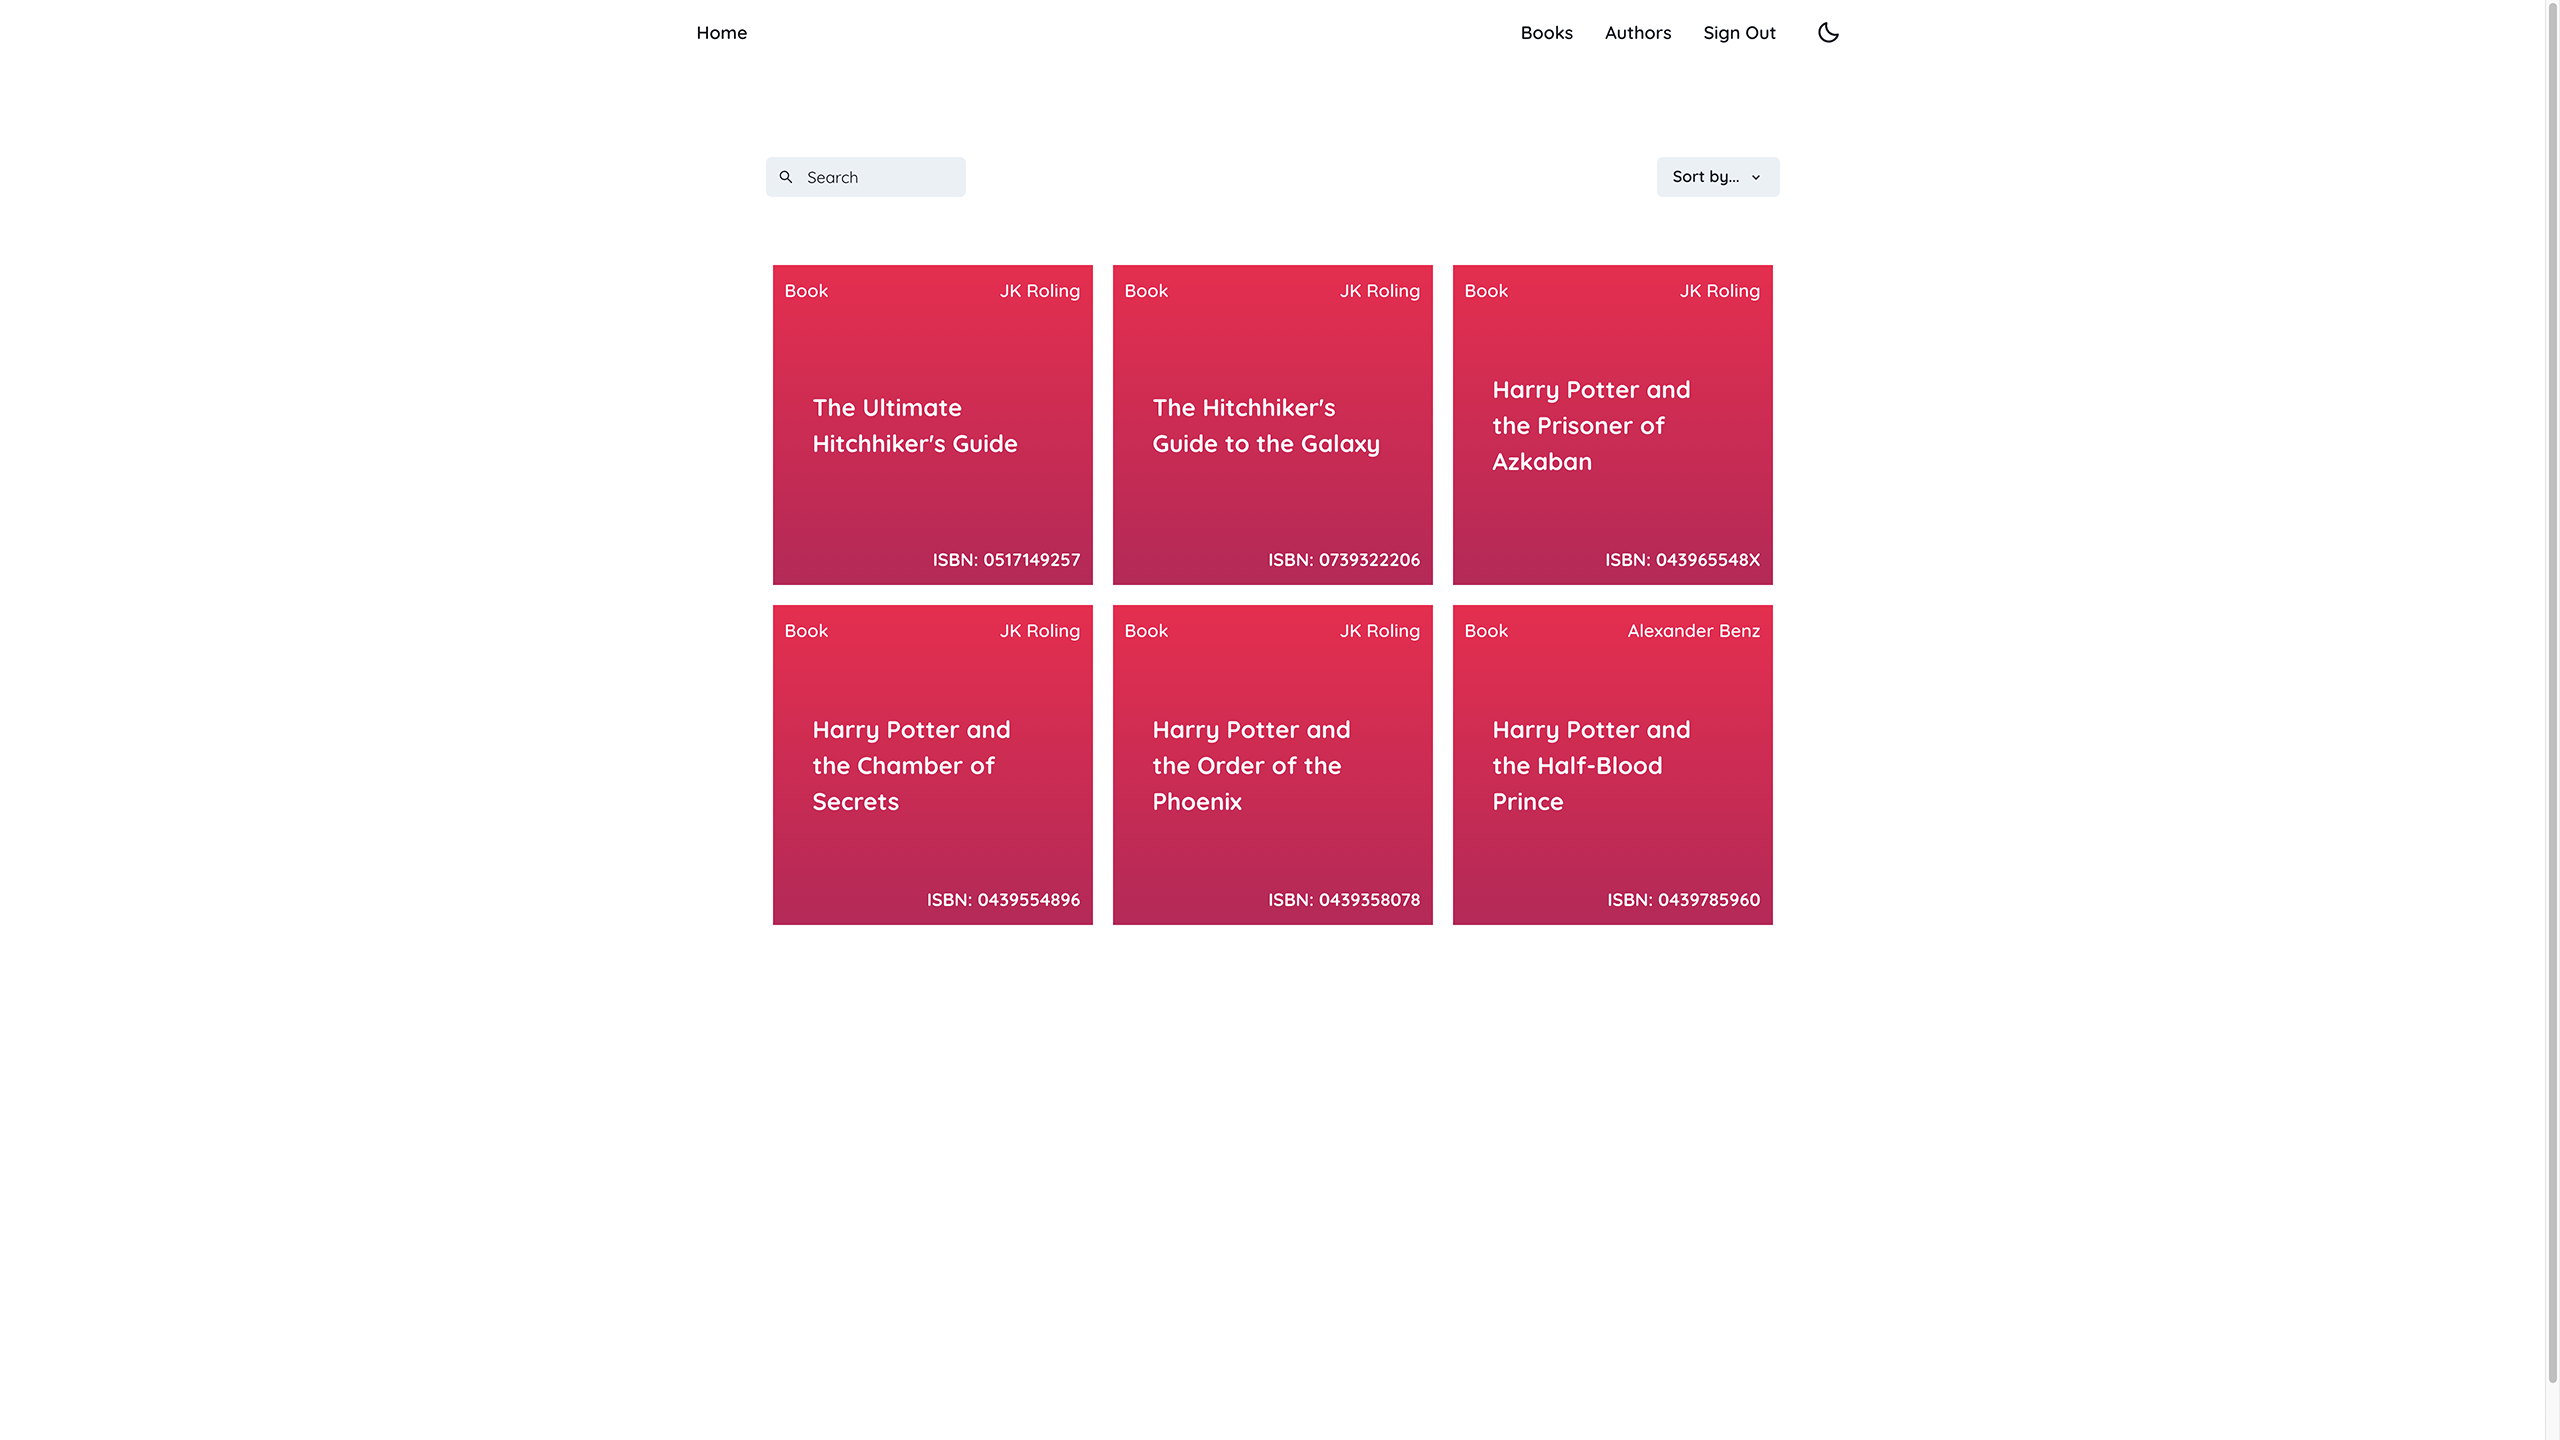 Home
Books
Authors
Sign Out
Search
Sort by...
Book
JK Roling
The Ultimate
Hitchhiker's Guide
ISBN: 0517149257
Book
JK Roling
The Hitchhiker's
Guide to the Galaxy
ISBN: 0739322206
Book
JK Roling
Harry Potter and
the Prisoner of
Azkaban
ISBN: 043965548X
Book
JK Roling
Harry Potter and
the Chamber of
Secrets
ISBN: 0439554896
Book
JK Roling
Harry Potter and
the Order of the
Phoenix
ISBN: 0439358078
Book
Alexander Benz
Harry Potter and
the Half-Blood
Prince
ISBN: 0439785960